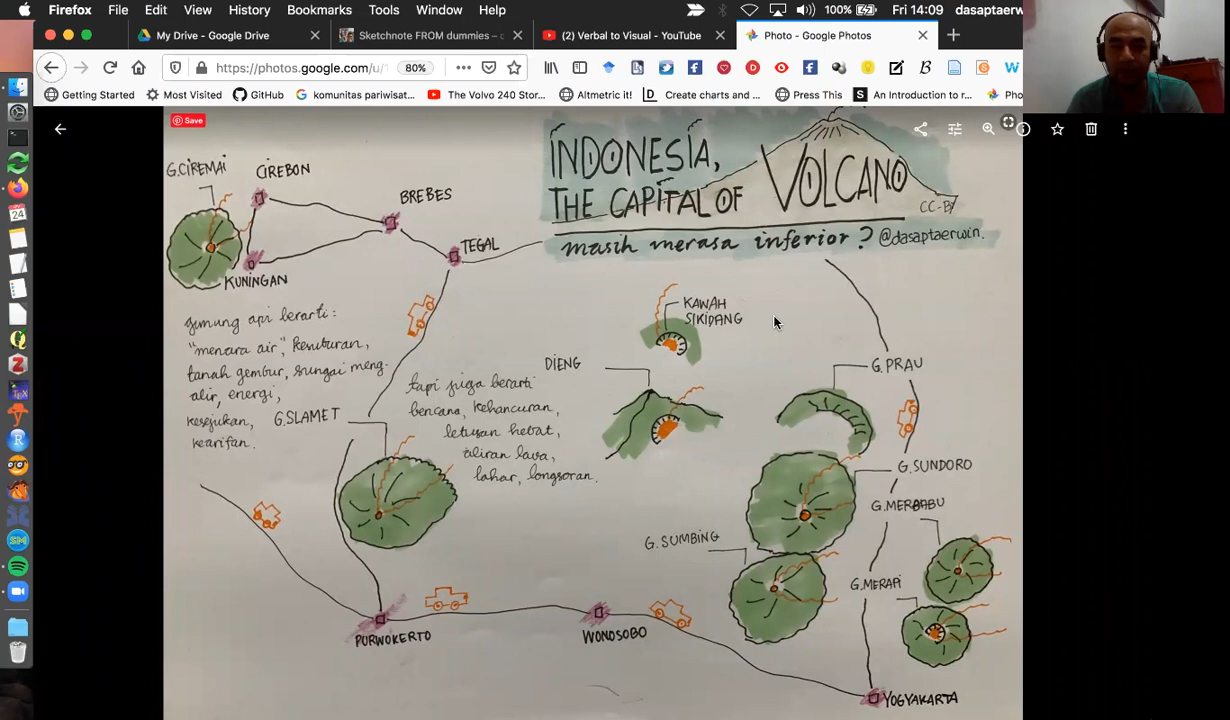 Firefox File Edit View History Bookmarks Tools Window Help
100% Fri 14:09 dasaptaerw
My Drive - Google Drive
Sketchnote FROM dummies –
(2) Verbal to Visual - YouTube
Photo - Google Photos
https://photos.google.com/u/
80%
Getting Started
Most Visited
GitHub
komunitas pariwisat...
The Volvo 240 Stor...
Altmetric it!
Create charts and...
Press This
An Introduction to r...
Pho
Save
INDONESIA,
THE CAPITAL OF VOLCANO
CC-BY
masih merasa inferior? @dasaptaerwin.
G.CIREMAI
CIREBON
BREBES
TEGAL
KUNINGAN
gunung api berarti:
"menara air", kesuburan,
tanah gembur, sungai meng-
alir, energi,
kesejukan,
kearifan.
G.SLAMET
tapi juga berarti
bencana, kehancuran,
letusan hebat,
aliran lava,
lahar, longsoran.
KAWAH
SIKIDANG
DIENG
G.PRAU
G.SUNDORO
G.MERBABU
G.SUMBING
G.MERAPI
PURWOKERTO
WONOSOBO
YOGYAKARTA